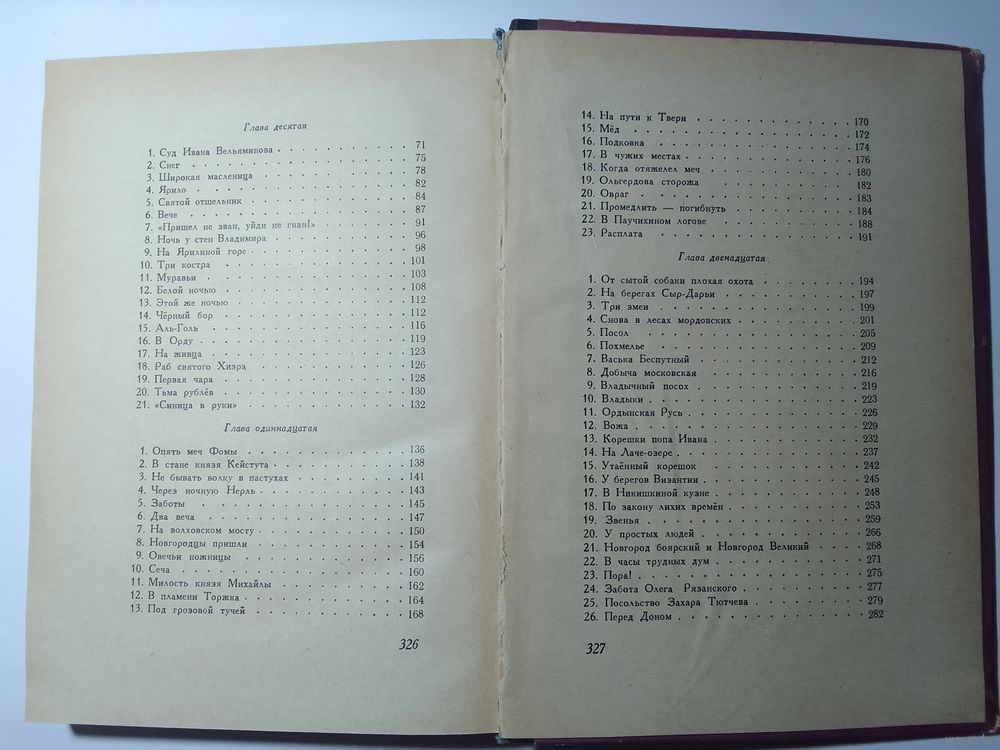 Глава десятая
1. Суд Ивана Вельяминова . . . . . . . . . . 71
2. Снег . . . . . . . . . . 75
3. Широкая масленица . . . . . . . . . . 78
4. Ярило . . . . . . . . . . 82
5. Святой отшельник . . . . . . . . . . 84
6. Вече . . . . . . . . . . 87
7. «Пришел не зван, уйди не гнан!» . . . . . . . . . . 91
8. Ночь у стен Владимира . . . . . . . . . . 96
9. На Ярилиной горе . . . . . . . . . . 98
10. Три костра . . . . . . . . . . 101
11. Муравьи . . . . . . . . . . 103
12. Белой ночью . . . . . . . . . . 108
13. Этой же ночью . . . . . . . . . . 112
14. Чёрный бор . . . . . . . . . . 112
15. Аль-Голь . . . . . . . . . . 116
16. В Орду . . . . . . . . . . 119
17. На живца . . . . . . . . . . 123
18. Раб святого Хизра . . . . . . . . . . 126
19. Первая чара . . . . . . . . . . 128
20. Тьма рублёв . . . . . . . . . . 130
21. «Синица в руки» . . . . . . . . . . 132
Глава одиннадцатая
1. Опять меч Фомы . . . . . . . . . . 136
2. В стане князя Кейстута . . . . . . . . . . 138
3. Не бывать волку в пастухах . . . . . . . . . . 141
4. Через ночную Нерль . . . . . . . . . . 143
5. Заботы . . . . . . . . . . 145
6. Два веча . . . . . . . . . . 147
7. На волховском мосту . . . . . . . . . . 150
8. Новгородцы пришли . . . . . . . . . . 154
9. Овечьи ножницы . . . . . . . . . . 156
10. Сеча . . . . . . . . . . 160
11. Милость князя Михайлы . . . . . . . . . . 162
12. В пламени Торжка . . . . . . . . . . 164
13. Под грозовой тучей . . . . . . . . . . 168
326
14. На пути к Твери . . . . . . . . . . 170
15. Мёд . . . . . . . . . . 172
16. Подковка . . . . . . . . . . 174
17. В чужих местах . . . . . . . . . . 176
18. Когда отяжелел меч . . . . . . . . . . 180
19. Ольгердова сторожа . . . . . . . . . . 182
20. Овраг . . . . . . . . . . 183
21. Промедлить — погибнуть . . . . . . . . . . 184
22. В Паучихином логове . . . . . . . . . . 188
23. Расплата . . . . . . . . . . 191
Глава двенадцатая
1. От сытой собаки плохая охота . . . . . . . . . . 194
2. На берегах Сыр-Дарьи . . . . . . . . . . 197
3. Три змеи . . . . . . . . . . 199
4. Снова в лесах мордовских . . . . . . . . . . 201
5. Посол . . . . . . . . . . 205
6. Похмелье . . . . . . . . . . 209
7. Васька Беспутный . . . . . . . . . . 212
8. Добыча московская . . . . . . . . . . 216
9. Владычный посох . . . . . . . . . . 219
10. Владыки . . . . . . . . . . 223
11. Ордынская Русь . . . . . . . . . . 226
12. Вожа . . . . . . . . . . 229
13. Корешки попа Ивана . . . . . . . . . . 232
14. На Лаче-озере . . . . . . . . . . 237
15. Утаённый корешок . . . . . . . . . . 242
16. У берегов Византии . . . . . . . . . . 245
17. В Никишкиной кузне . . . . . . . . . . 248
18. По закону лихих времён . . . . . . . . . . 253
19. Звенья . . . . . . . . . . 259
20. У простых людей . . . . . . . . . . 266
21. Новгород боярский и Новгород Великий . . . . . 268
22. В часы трудных дум . . . . . . . . . . 271
23. Пора! . . . . . . . . . . 275
24. Забота Олега Рязанского . . . . . . . . . . 277
25. Посольство Захара Тютчева . . . . . . . . . . 279
26. Перед Доном . . . . . . . . . . 282
327